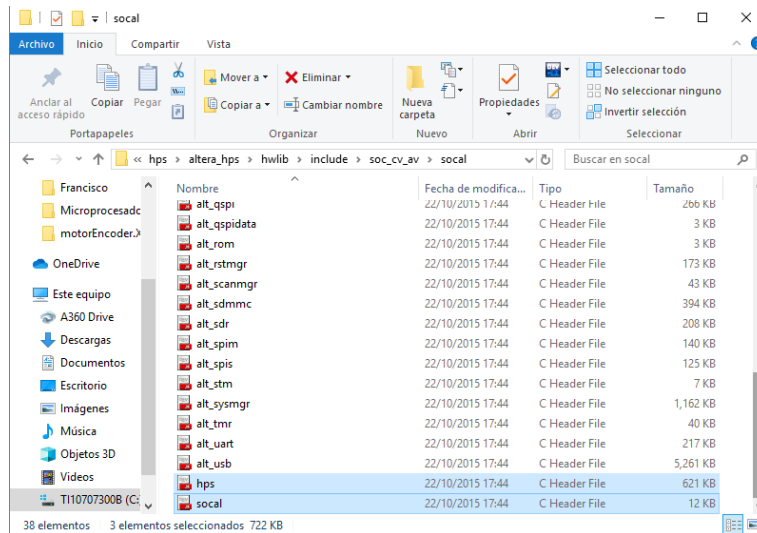 socal
Archivo Inicio Compartir Vista
Anclar al acceso rápido
Copiar
Pegar
Mover a
Copiar a
Eliminar
Cambiar nombre
Nueva carpeta
Propiedades
Seleccionar todo
No seleccionar ninguno
Invertir selección
Portapapeles Organizar Nuevo Abrir Seleccionar
« hps > altera_hps > hwlib > include > soc_cv_av > socal
Buscar en socal
Francisco
Microprocesado
motorEncoder.X
OneDrive
Este equipo
A360 Drive
Descargas
Documentos
Escritorio
Imágenes
Música
Objetos 3D
Videos
TI10707300B (C:
Nombre Fecha de modifica... Tipo Tamaño
alt_qspi 22/10/2015 17:44 C Header File 266 KB
alt_qspidata 22/10/2015 17:44 C Header File 3 KB
alt_rom 22/10/2015 17:44 C Header File 3 KB
alt_rstmgr 22/10/2015 17:44 C Header File 173 KB
alt_scanmgr 22/10/2015 17:44 C Header File 43 KB
alt_sdmmc 22/10/2015 17:44 C Header File 394 KB
alt_sdr 22/10/2015 17:44 C Header File 208 KB
alt_spim 22/10/2015 17:44 C Header File 140 KB
alt_spis 22/10/2015 17:44 C Header File 125 KB
alt_stm 22/10/2015 17:44 C Header File 7 KB
alt_sysmgr 22/10/2015 17:44 C Header File 1,162 KB
alt_tmr 22/10/2015 17:44 C Header File 40 KB
alt_uart 22/10/2015 17:44 C Header File 217 KB
alt_usb 22/10/2015 17:44 C Header File 5,261 KB
hps 22/10/2015 17:44 C Header File 621 KB
socal 22/10/2015 17:44 C Header File 12 KB
38 elementos 3 elementos seleccionados 722 KB